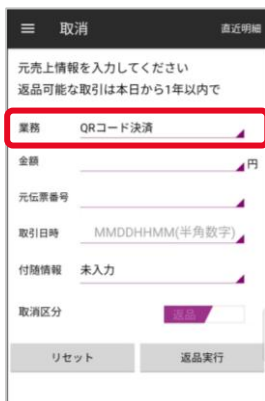 取消 直近明細
元売上情報を入力してください
返品可能な取引は本日から1年以内で
業務 QRコード決済
金額 円
元伝票番号
取引日時 MMDDHHMM(半角数字)
付随情報 未入力
取消区分 返品
リセット 返品実行